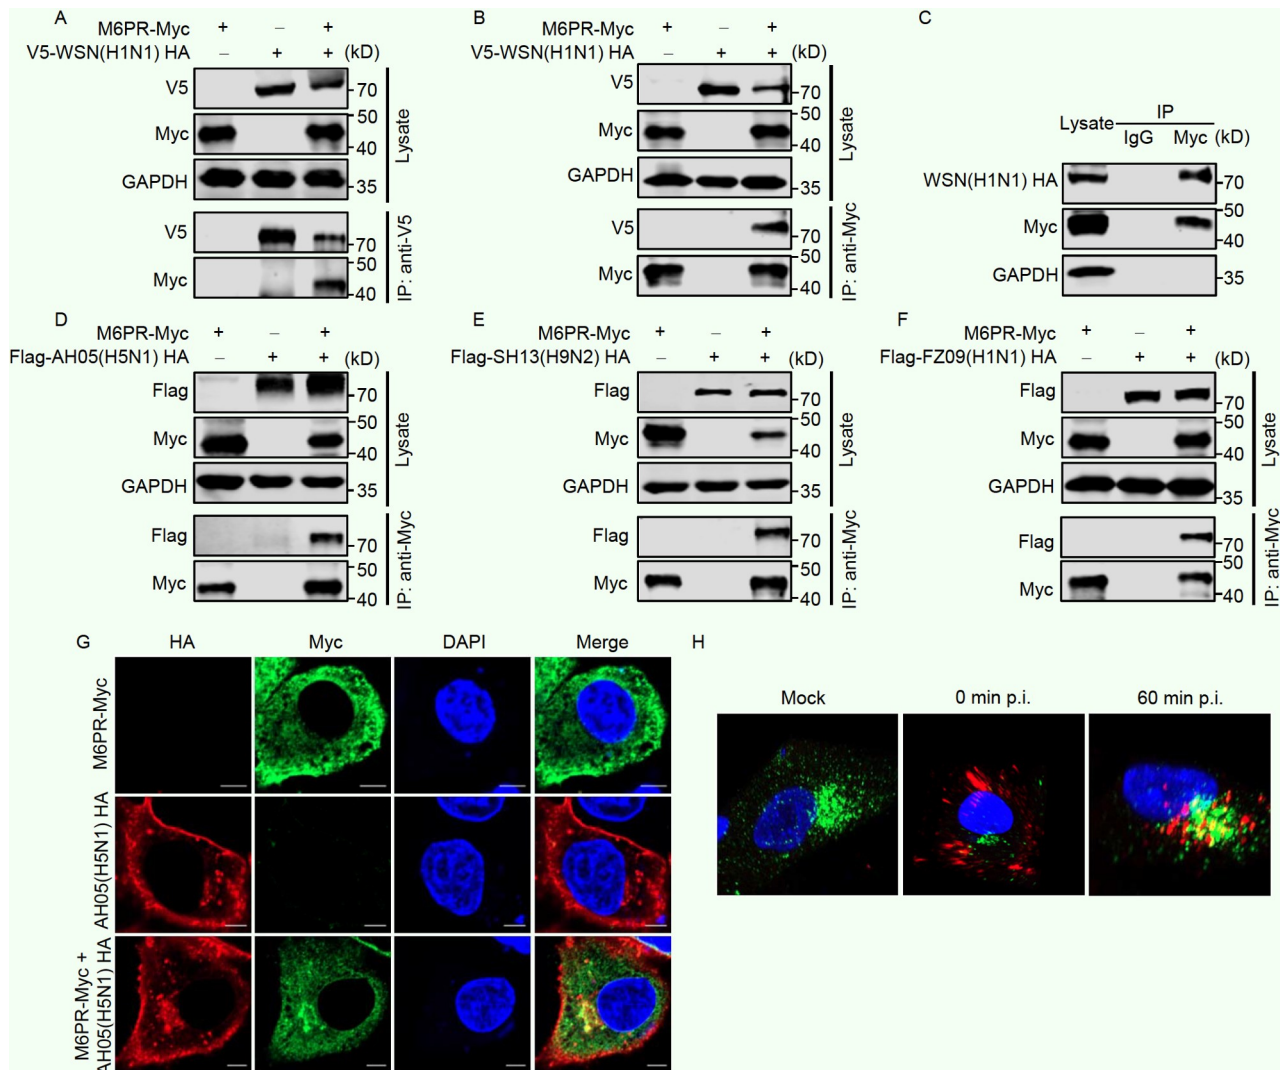 A
M6PR-Myc + – +
V5-WSN(H1N1) HA – + + (kD)
V5
70
50
Myc
40
GAPDH
35
Lysate
V5
70
50
Myc
40
IP: anti-V5
B
M6PR-Myc + – +
V5-WSN(H1N1) HA – + + (kD)
V5
70
50
Myc
40
GAPDH
35
Lysate
V5
70
50
Myc
40
IP: anti-Myc
C
IP
Lysate
IgG Myc (kD)
WSN(H1N1) HA
70
50
Myc
40
GAPDH
35
D
M6PR-Myc + – +
Flag-AH05(H5N1) HA – + + (kD)
Flag
70
50
Myc
40
GAPDH
35
Lysate
Flag
70
50
Myc
40
IP: anti-Myc
E
M6PR-Myc + – +
Flag-SH13(H9N2) HA – + + (kD)
Flag
70
50
Myc
40
GAPDH
35
Lysate
Flag
70
50
Myc
40
IP: anti-Myc
F
M6PR-Myc + – +
Flag-FZ09(H1N1) HA – + + (kD)
Flag
70
50
Myc
40
GAPDH
35
Lysate
Flag
70
50
Myc
40
IP: anti-Myc
G
HA Myc DAPI Merge
M6PR-Myc
AH05(H5N1) HA
M6PR-Myc +
AH05(H5N1) HA
H
Mock 0 min p.i. 60 min p.i.